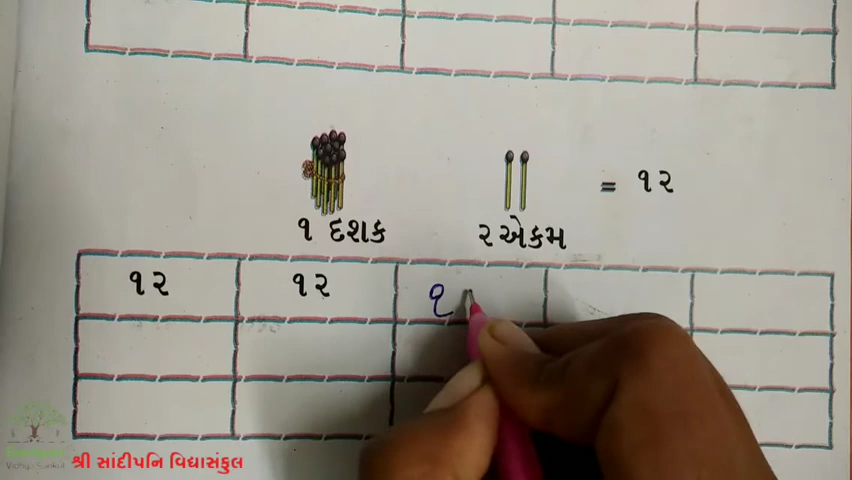 = ૧૨
૧ દશક ૨ એકમ
૧૨ ૧૨ ૧
શ્રી સાંદીપનિ વિદ્યાસંકુલ